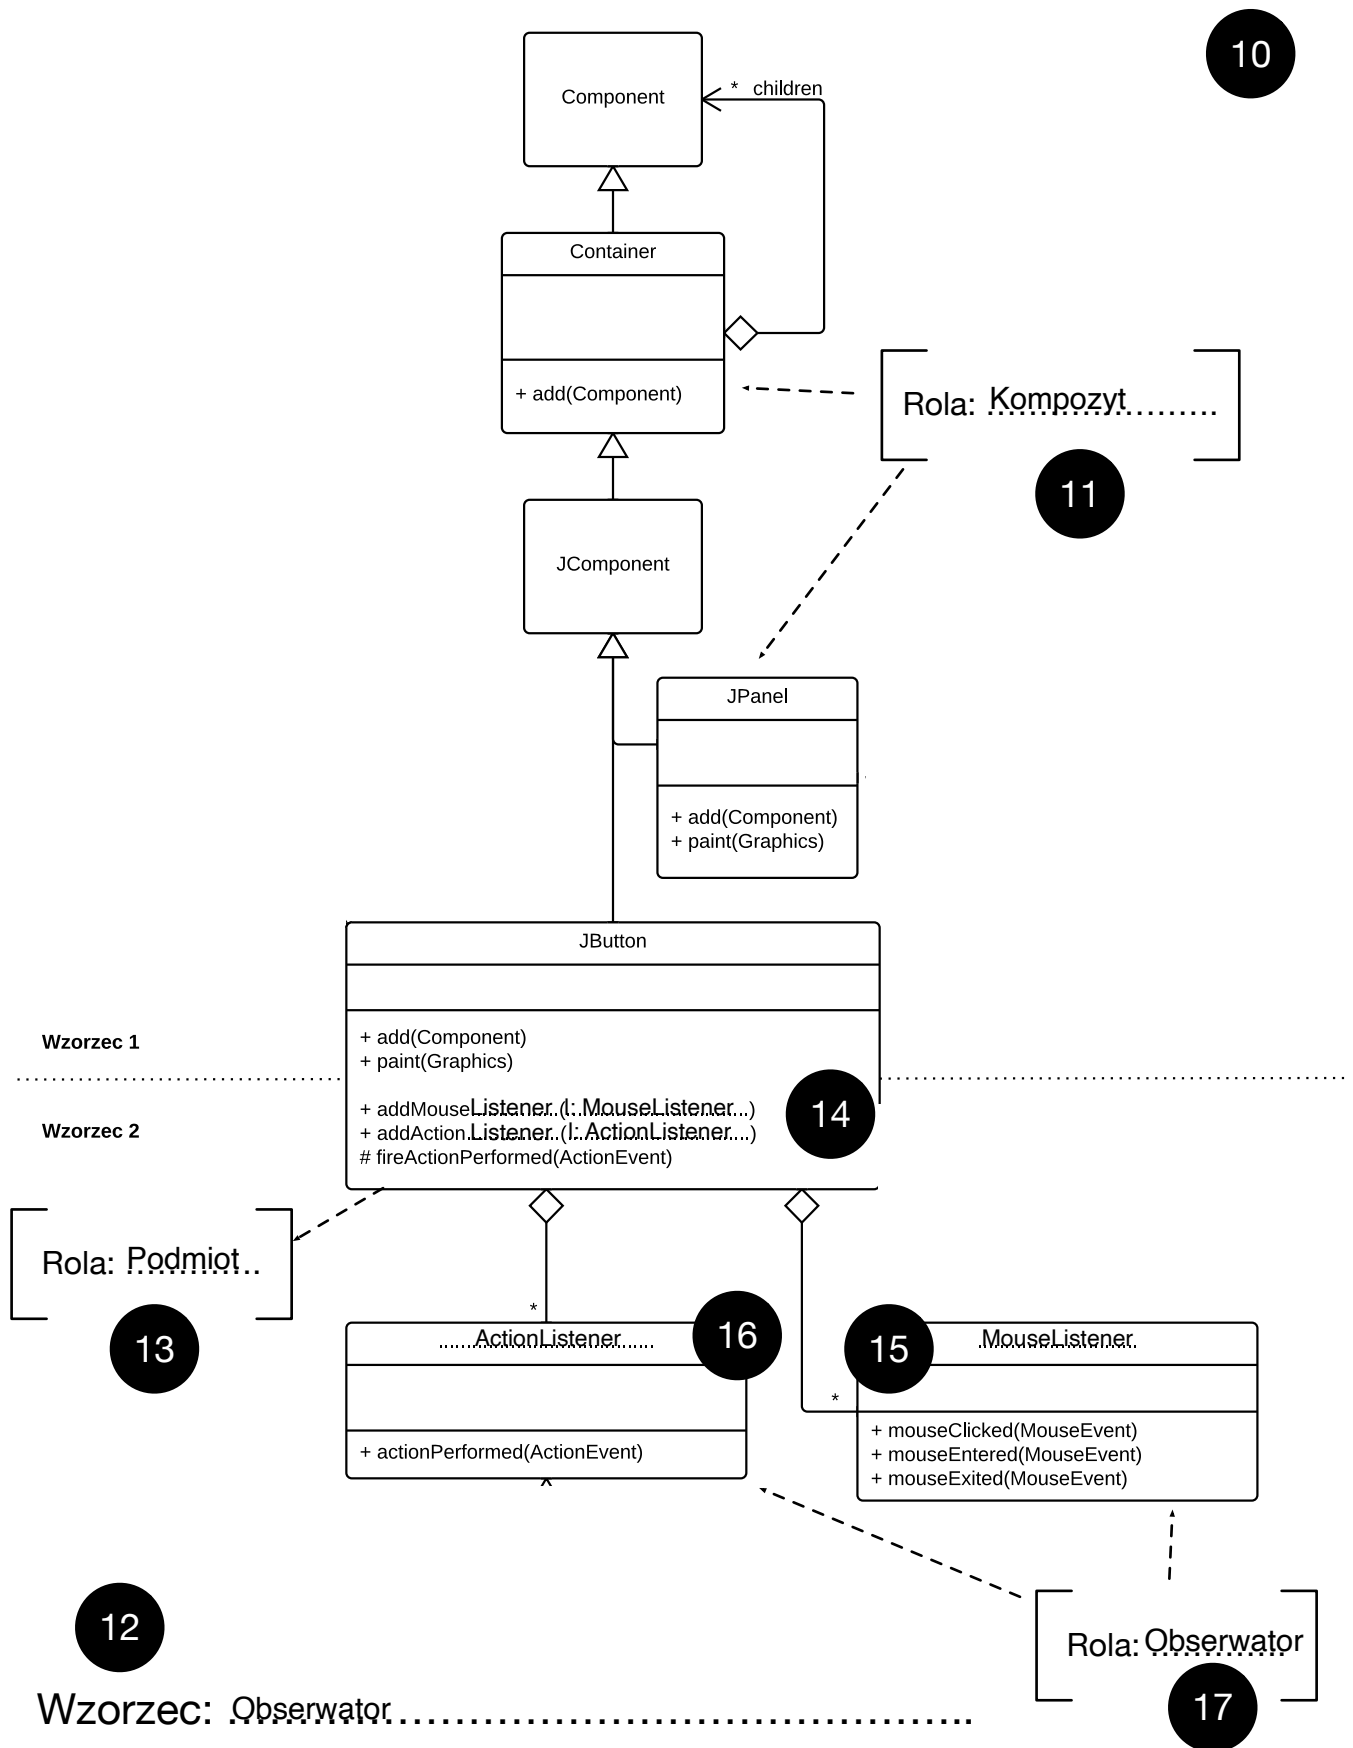 10
* children
Component
Container
+ add(Component)
Rola: Kompozyt
11
JComponent
JPanel
+ add(Component)
+ paint(Graphics)
JButton
Wzorzec 1
+ add(Component)
+ paint(Graphics)
Wzorzec 2
+ addMouseListener (l: MouseListener )
+ addAction Listener (l: ActionListener )
# fireActionPerformed(ActionEvent)
14
Rola: Podmiot
13
*
ActionListener
16
+ actionPerformed(ActionEvent)
15
MouseListener
*
+ mouseClicked(MouseEvent)
+ mouseEntered(MouseEvent)
+ mouseExited(MouseEvent)
12
Rola: Obserwator
17
Wzorzec: Obserwator